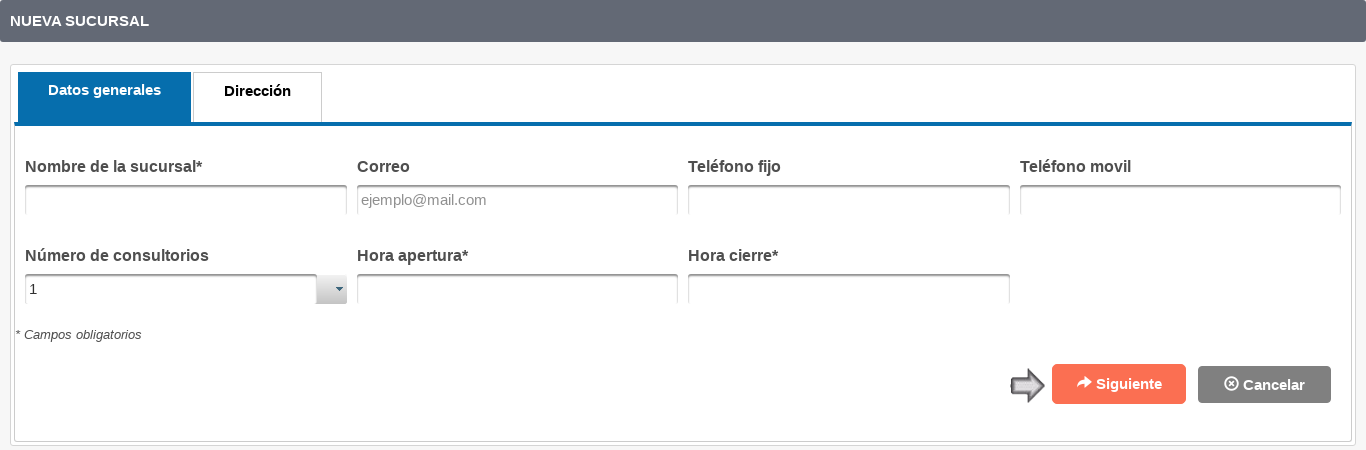 NUEVA SUCURSAL
Datos generales Dirección
Nombre de la sucursal* Correo Teléfono fijo Teléfono movil
ejemplo@mail.com
Número de consultorios Hora apertura* Hora cierre*
1
* Campos obligatorios
Siguiente Cancelar